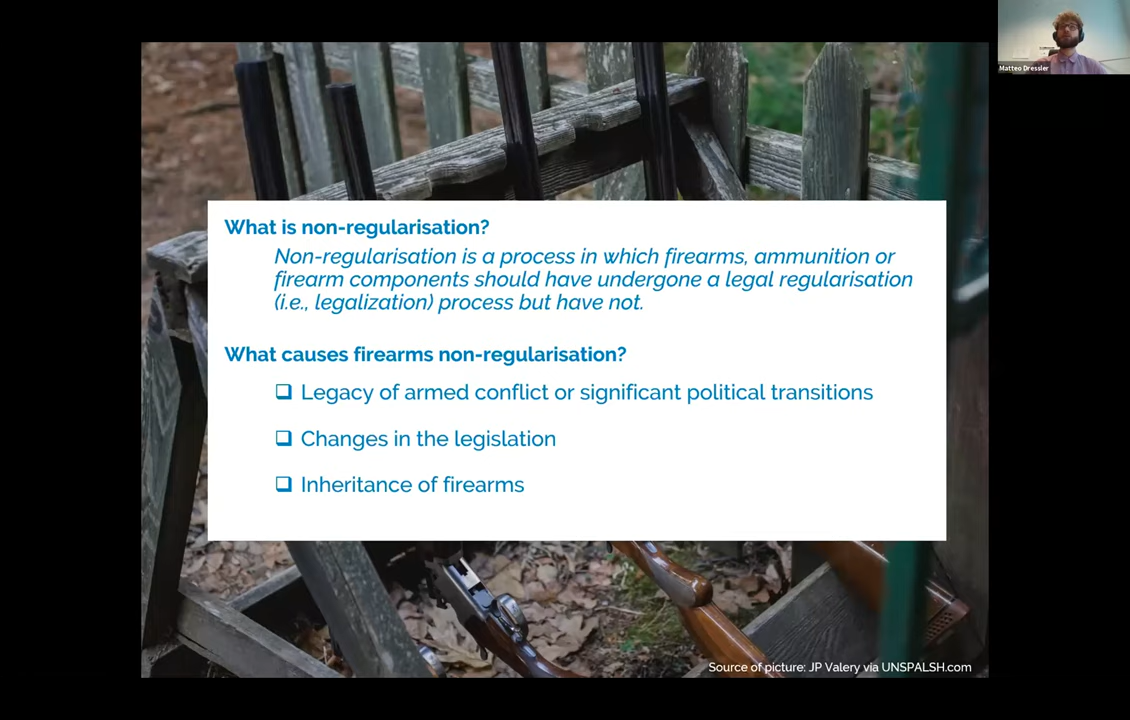 Matteo Dressler
What is non-regularisation?
Non-regularisation is a process in which firearms, ammunition or
firearm components should have undergone a legal regularisation
(i.e., legalization) process but have not.
What causes firearms non-regularisation?
❑ Legacy of armed conflict or significant political transitions
❑ Changes in the legislation
❑ Inheritance of firearms
Source of picture: JP Valery via UNSPALSH.com